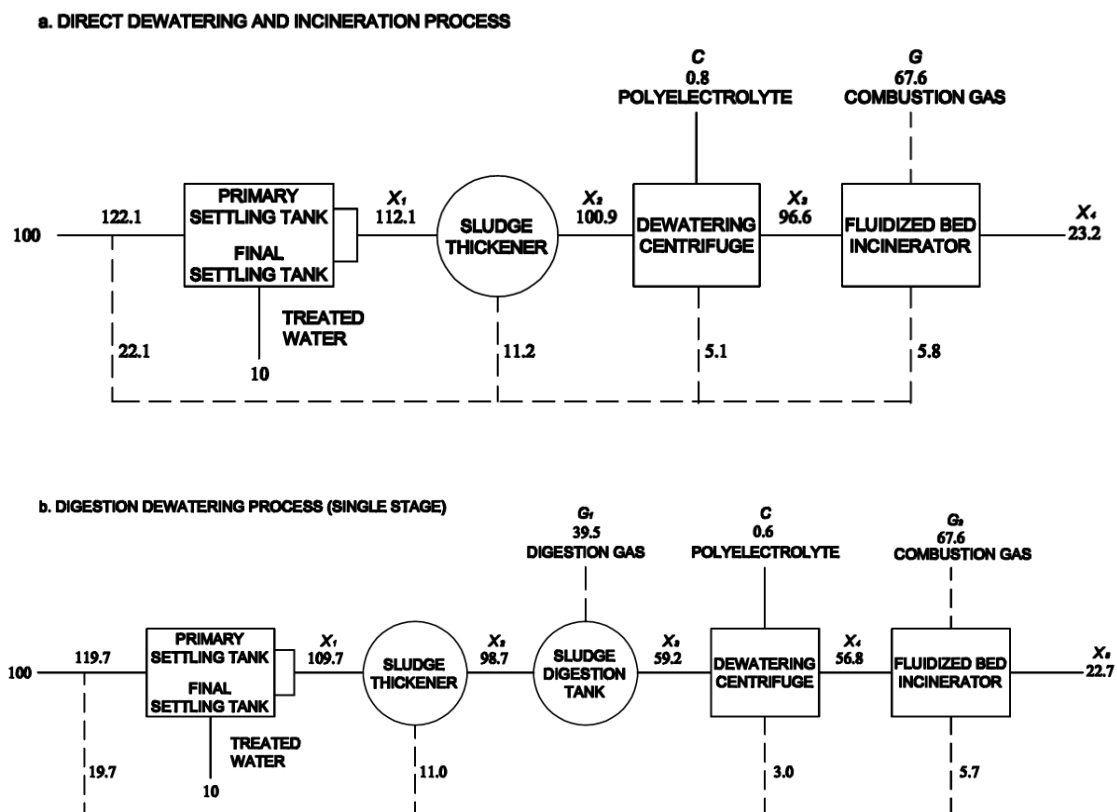 a. DIRECT DEWATERING AND INCINERATION PROCESS
C
0.8
POLYELECTROLYTE
G
67.6
COMBUSTION GAS
100
122.1
PRIMARY
SETTLING TANK
FINAL
SETTLING TANK
X₁
112.1
SLUDGE
THICKENER
X₂
100.9
DEWATERING
CENTRIFUGE
X₃
96.6
FLUIDIZED BED
INCINERATOR
X₄
23.2
TREATED
WATER
22.1
10
11.2
5.1
5.8
b. DIGESTION DEWATERING PROCESS (SINGLE STAGE)
G₁
39.5
DIGESTION GAS
C
0.6
POLYELECTROLYTE
G₂
67.6
COMBUSTION GAS
100
119.7
PRIMARY
SETTLING TANK
FINAL
SETTLING TANK
X₁
109.7
SLUDGE
THICKENER
X₂
98.7
SLUDGE
DIGESTION
TANK
X₃
59.2
DEWATERING
CENTRIFUGE
X₄
56.8
FLUIDIZED BED
INCINERATOR
X₅
22.7
TREATED
WATER
19.7
10
11.0
3.0
5.7